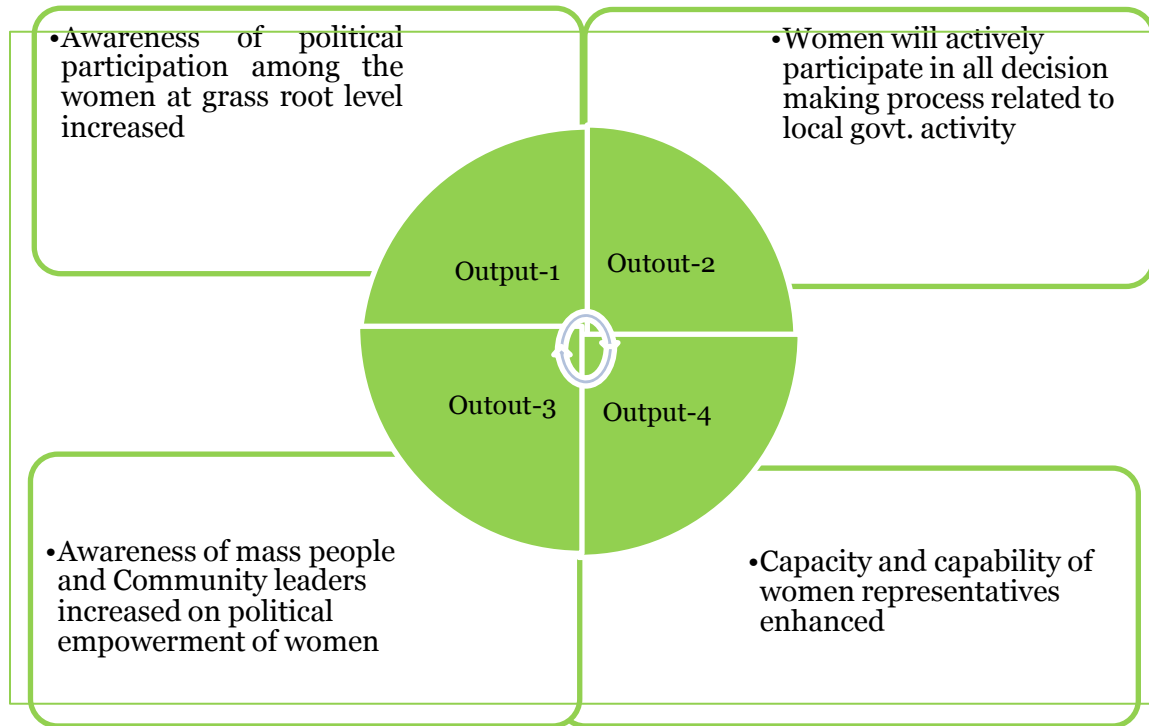 •Awareness of political
participation among the
women at grass root level
increased
•Women will actively
participate in all decision
making process related to
local govt. activity
Output-1
Outout-2
Outout-3
Output-4
•Awareness of mass people
and Community leaders
increased on political
empowerment of women
•Capacity and capability of
women representatives
enhanced